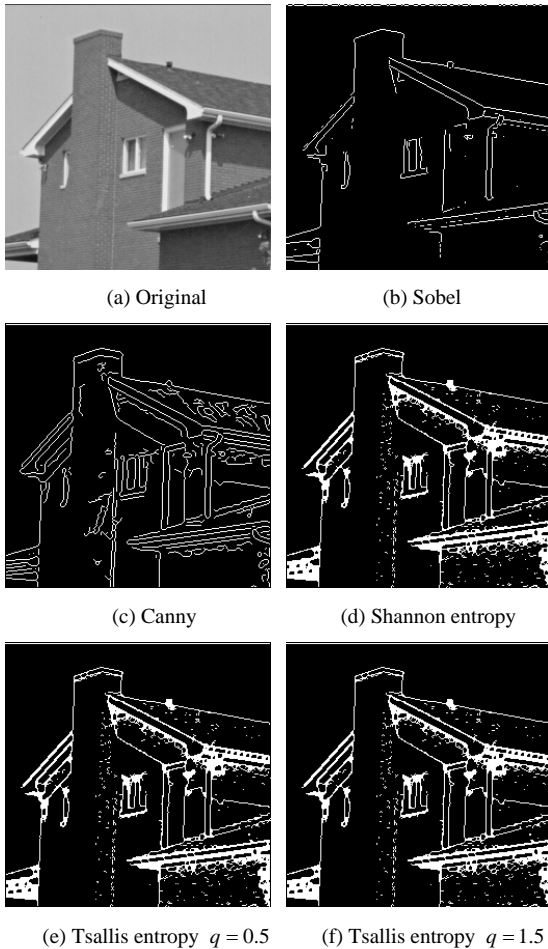 (a) Original
(b) Sobel
(c) Canny
(d) Shannon entropy
(e) Tsallis entropy q = 0.5
(f) Tsallis entropy q = 1.5